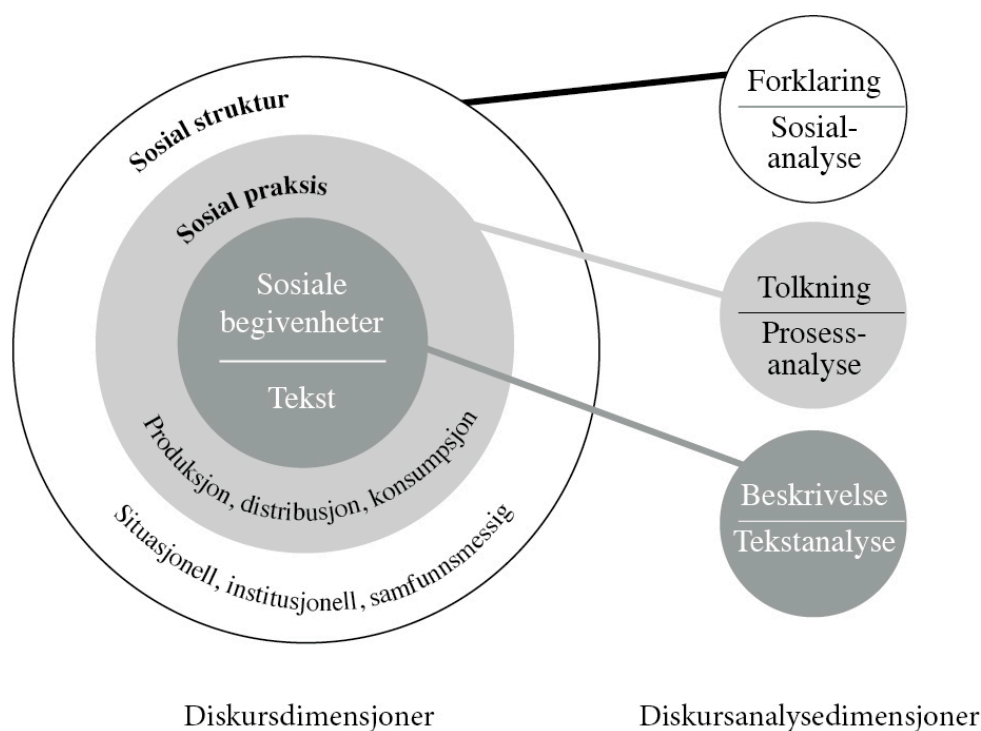 Sosial struktur
Sosial praksis
Sosiale
begivenheter
Tekst
Produksjon, distribusjon, konsumpsjon
Situasjonell, institusjonell, samfunnsmessig
Forklaring
Sosial-
analyse
Tolkning
Prosess-
analyse
Beskrivelse
Tekstanalyse
Diskursdimensjoner
Diskursanalysedimensjoner